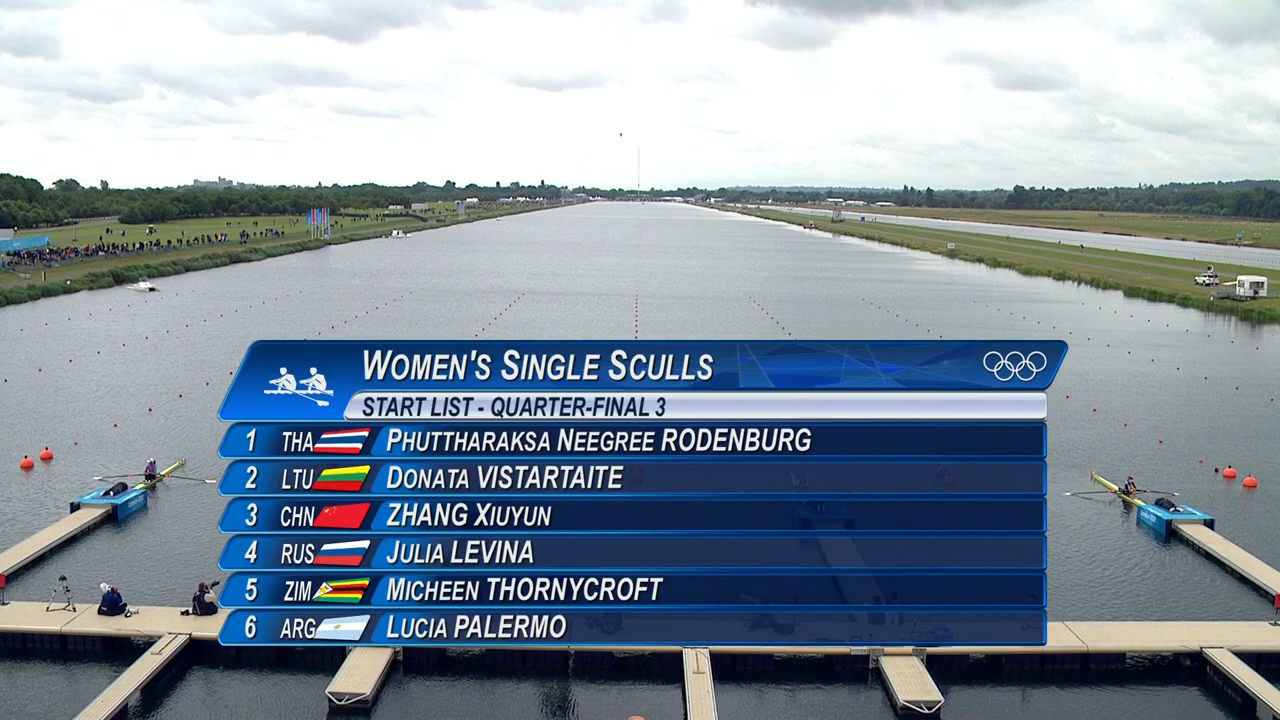 WOMEN'S SINGLE SCULLS
START LIST - QUARTER-FINAL 3
1 THA PHUTTHARAKSA NEEGREE RODENBURG
2 LTU DONATA VISTARTAITE
3 CHN ZHANG XIUYUN
4 RUS JULIA LEVINA
5 ZIM MICHEEN THORNYCROFT
6 ARG LUCIA PALERMO